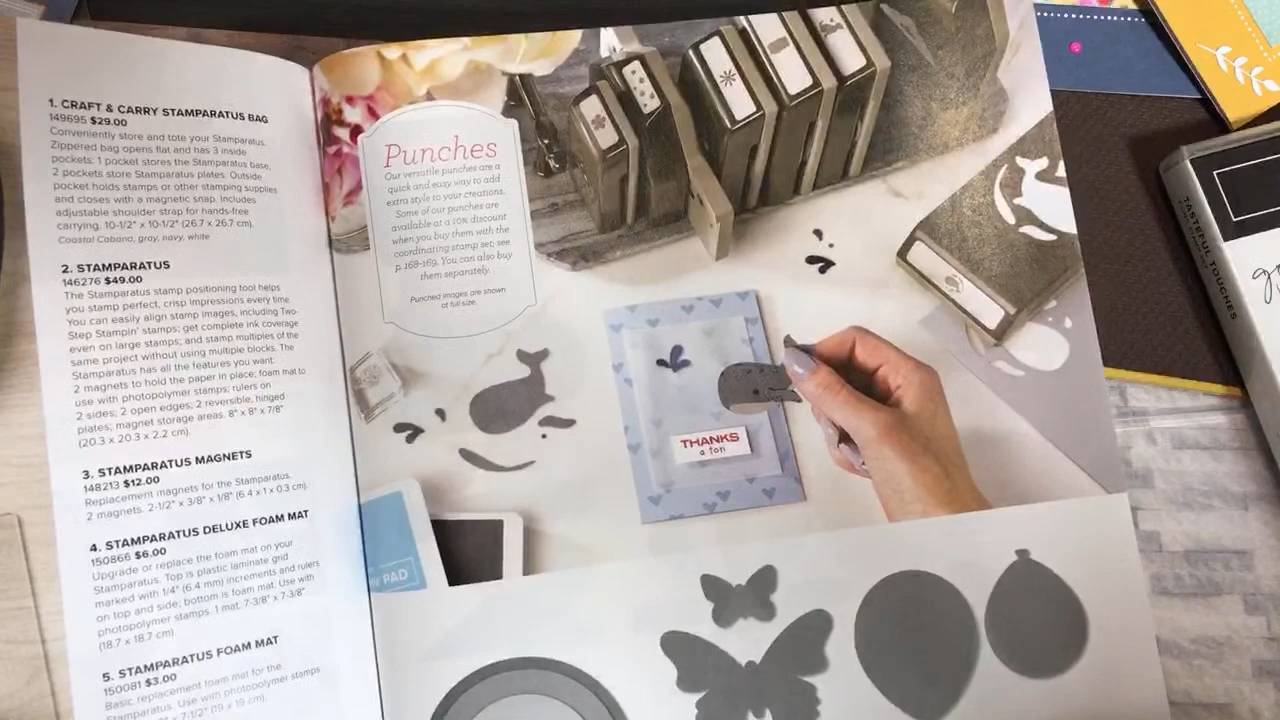 1. CRAFT & CARRY STAMPARATUS BAG
149695 $29.00
Conveniently store and tote your Stamparatus.
Zippered bag opens flat and has 3 inside
pockets: 1 pocket stores the Stamparatus base,
2 pockets store Stamparatus plates. Outside
pocket holds stamps or other stamping supplies
and closes with a magnetic snap. Includes
adjustable shoulder strap for hands-free
carrying. 10-1/2" x 10-1/2" (26.7 x 26.7 cm).
Coastal Cabana, gray, navy, white
2. STAMPARATUS
146276 $49.00
The Stamparatus stamp positioning tool helps
you stamp perfect, crisp impressions every time.
You can easily align stamp images, including Two-
Step Stampin' stamps; get complete ink coverage
even on large stamps; and stamp multiples of the
same project without using multiple blocks. The
Stamparatus has all the features you want:
2 magnets to hold the paper in place; foam mat to
use with photopolymer stamps; rulers on
2 sides; 2 open edges; 2 reversible, hinged
plates; magnet storage areas. 8" x 8" x 7/8"
(20.3 x 20.3 x 2.2 cm).
3. STAMPARATUS MAGNETS
148213 $12.00
Replacement magnets for the Stamparatus.
2 magnets. 2-1/2" x 3/8" x 1/8" (6.4 x 1 x 0.3 cm).
4. STAMPARATUS DELUXE FOAM MAT
150866 $6.00
Upgrade or replace the foam mat on your
Stamparatus. Top is plastic laminate grid
marked with 1/4" (6.4 mm) increments and rulers
on top and side; bottom is foam mat. Use with
photopolymer stamps. 1 mat. 7-3/8" x 7-3/8"
(18.7 x 18.7 cm).
5. STAMPARATUS FOAM MAT
150081 $3.00
Basic replacement foam mat for the
Stamparatus. Use with photopolymer stamps
x 7-1/2" (19 x 19 cm).
Punches
Our versatile punches are a
quick and easy way to add
extra style to your creations.
Some of our punches are
available at a 10% discount
when you buy them with the
coordinating stamp set; see
p. 168-169. You can also buy
them separately.
Punched images are shown
at full size.
THANKS
a ton
PAD
TASTEFUL TOUCHES